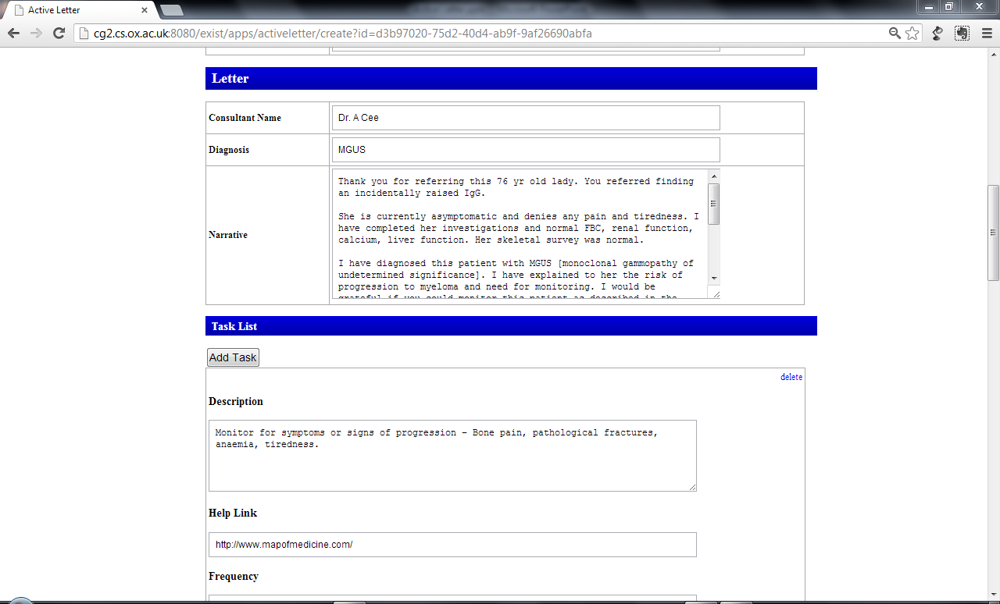 Active Letter
cg2.cs.ox.ac.uk:8080/exist/apps/activeletter/create?id=d3b97020-75d2-40d4-ab9f-9af26690abfa
Letter
Consultant Name
Dr. A Cee
Diagnosis
MGUS
Narrative
Thank you for referring this 76 yr old lady. You referred finding
an incidentally raised IgG.
She is currently asymptomatic and denies any pain and tiredness. I
have completed her investigations and normal FBC, renal function,
calcium, liver function. Her skeletal survey was normal.
I have diagnosed this patient with MGUS [monoclonal gammopathy of
undetermined significance]. I have explained to her the risk of
progression to myeloma and need for monitoring. I would be
grateful if you could monitor this patient as described in the
Task List
Add Task
delete
Description
Monitor for symptoms or signs of progression - Bone pain, pathological fractures,
anaemia, tiredness.
Help Link
http://www.mapofmedicine.com/
Frequency